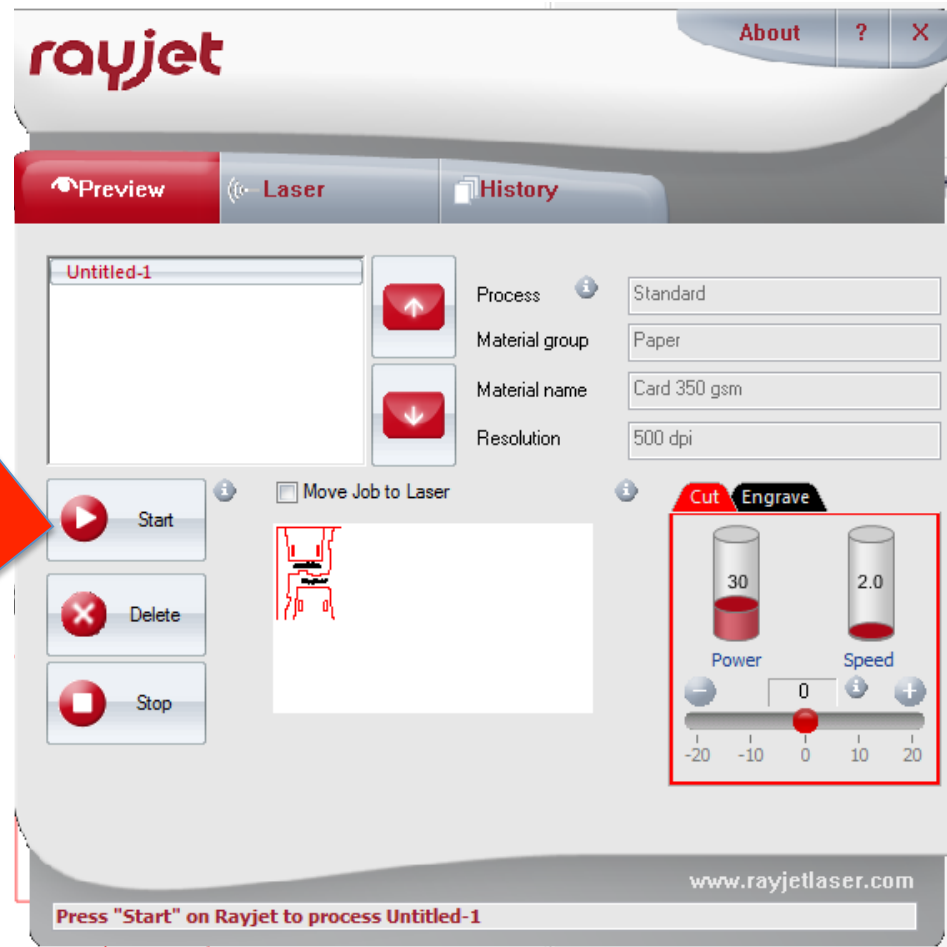 rayjet
About ? X
Preview
Laser
History
Untitled-1
Process
Standard
Material group
Paper
Material name
Card 350 gsm
Resolution
500 dpi
Start
Move Job to Laser
Cut Engrave
30 2.0
Power Speed
0
-20 -10 0 10 20
Delete
Stop
www.rayjetlaser.com
Press "Start" on Rayjet to process Untitled-1